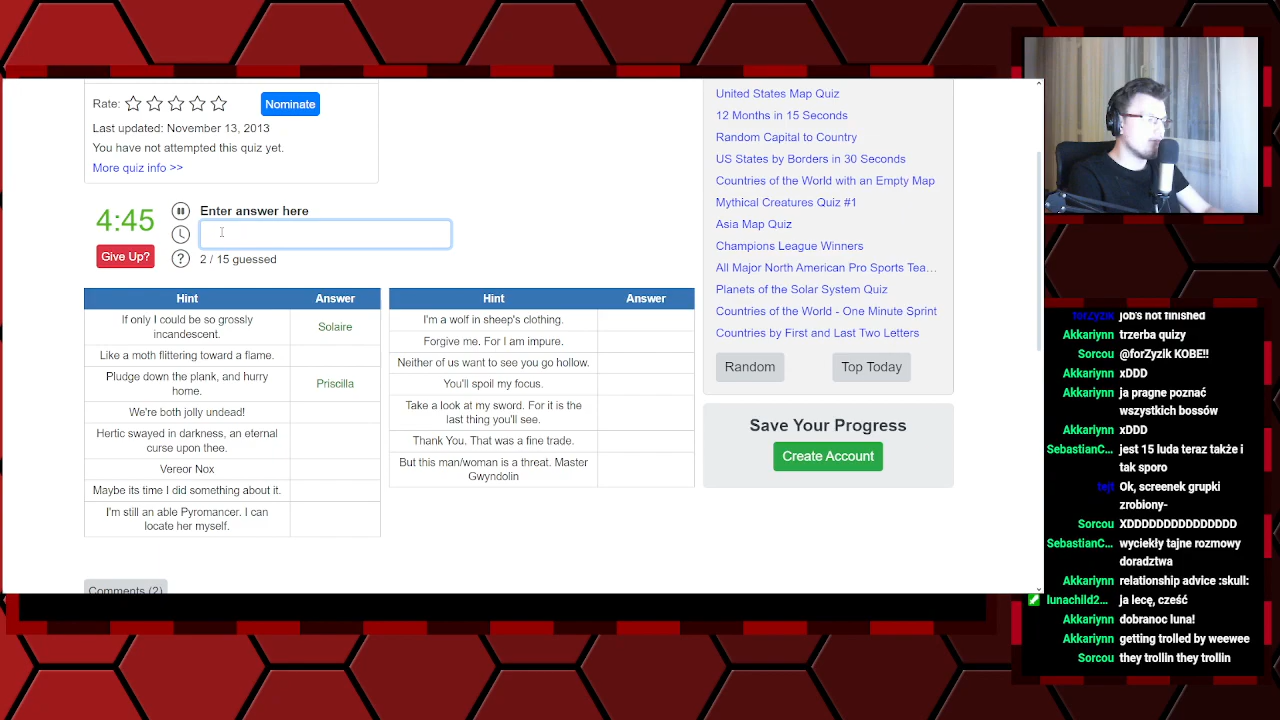 Rate:
Nominate
Last updated: November 13, 2013
You have not attempted this quiz yet.
More quiz info >>
4:45
Give Up?
Enter answer here
2 / 15 guessed
Hint Answer
If only I could be so grossly
incandescent.
Solaire
Like a moth flittering toward a flame.
Pludge down the plank, and hurry
home.
Priscilla
We're both jolly undead!
Hertic swayed in darkness, an eternal
curse upon thee.
Vereor Nox
Maybe its time I did something about it.
I'm still an able Pyromancer. I can
locate her myself.
Hint Answer
I'm a wolf in sheep's clothing.
Forgive me. For I am impure.
Neither of us want to see you go hollow.
You'll spoil my focus.
Take a look at my sword. For it is the
last thing you'll see.
Thank You. That was a fine trade.
But this man/woman is a threat. Master
Gwyndolin
Comments (2)
United States Map Quiz
12 Months in 15 Seconds
Random Capital to Country
US States by Borders in 30 Seconds
Countries of the World with an Empty Map
Mythical Creatures Quiz #1
Asia Map Quiz
Champions League Winners
All Major North American Pro Sports Tea…
Planets of the Solar System Quiz
Countries of the World - One Minute Sprint
Countries by First and Last Two Letters
Random
Top Today
Save Your Progress
Create Account
forZyzik job's not finished
Akkariynn trzerba quizy
Sorcou @forZyzik KOBE!!
Akkariynn xDDD
Akkariynn ja pragne poznać
wszystkich bossów
Akkariynn xDDD
SebastianC... jest 15 luda teraz także i
tak sporo
tejt Ok, screenek grupki
zrobiony-
Sorcou XDDDDDDDDDDDDDDD
SebastianC... wyciekły tajne rozmowy
doradztwa
Akkariynn relationship advice :skull:
lunachild2... ja lecę, cześć
Akkariynn dobranoc luna!
Akkariynn getting trolled by weewee
Sorcou they trollin they trollin